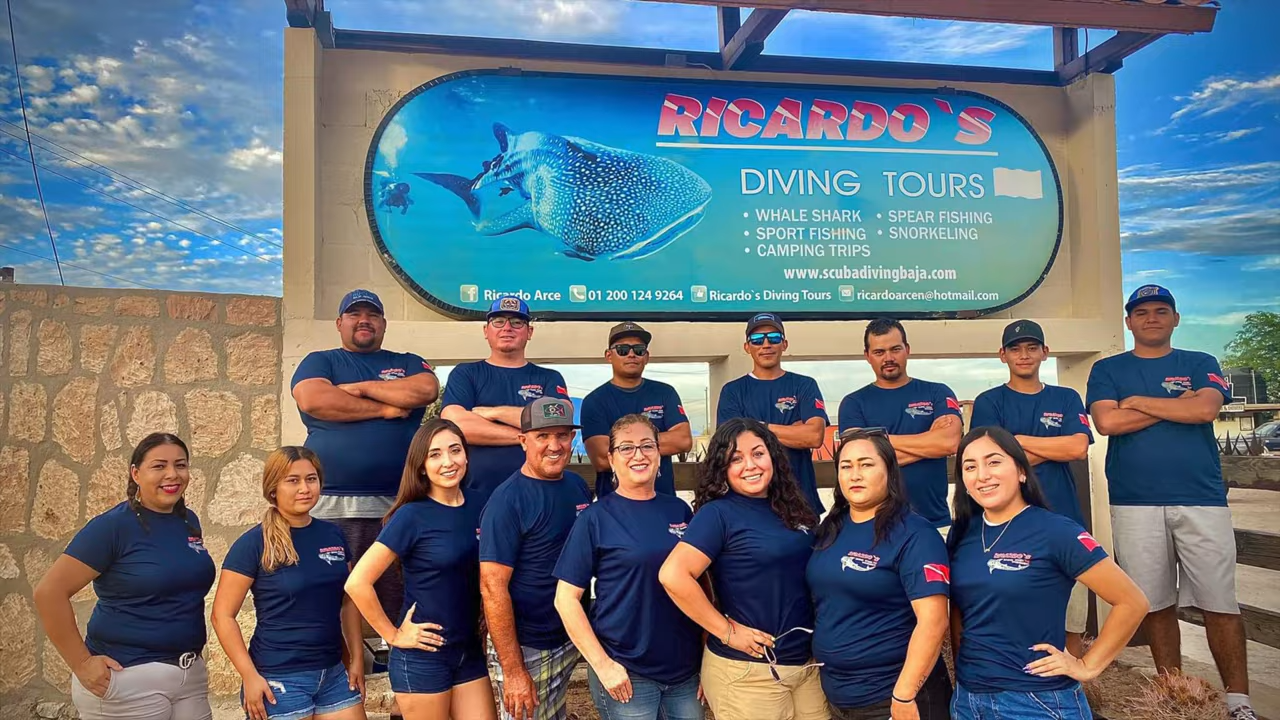 RICARDO`S
DIVING TOURS
• WHALE SHARK • SPEAR FISHING
• SPORT FISHING • SNORKELING
• CAMPING TRIPS
www.scubadivingbaja.com
Ricardo Arce 01 200 124 9264 Ricardo`s Diving Tours ricardoarcen@hotmail.com
RICARDO'S